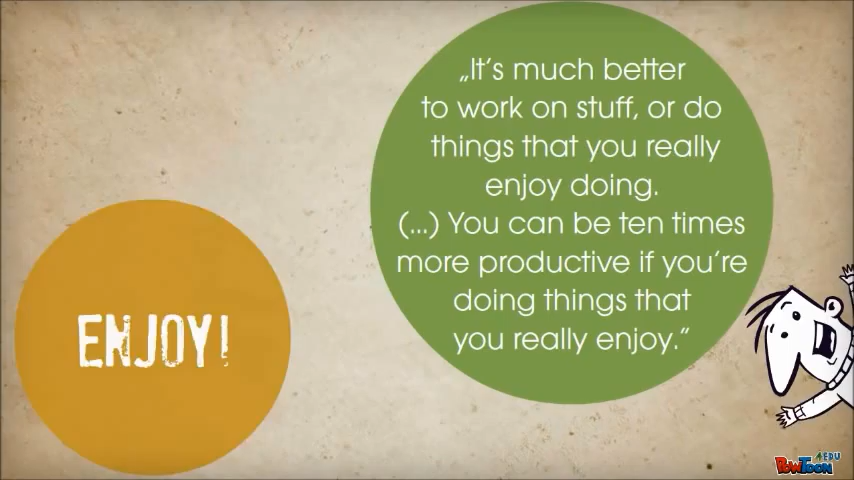 ENJOY!
„It's much better
to work on stuff, or do
things that you really
enjoy doing.
(...) You can be ten times
more productive if you're
doing things that
you really enjoy.”
4EDU
POWTOON